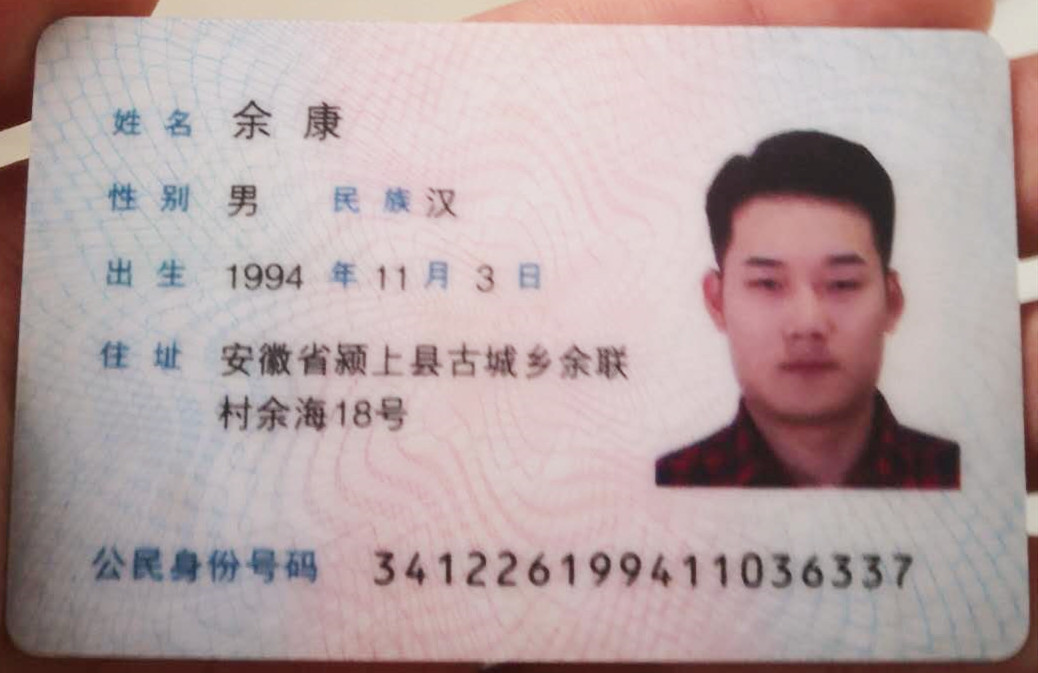 姓名 余康
性别 男 民族 汉
出生 1994 年 11 月 3 日
住址 安徽省颍上县古城乡余联
村余海18号
公民身份号码 341226199411036337